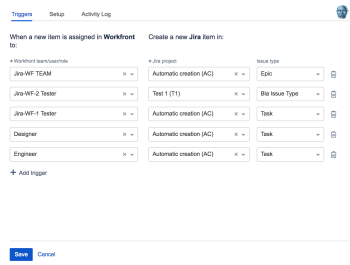 Triggers Setup Activity Log
When a new item is assigned in Workfront to:
Create a new Jira item in:
* Workfront team/user/role * Jira project Issue type
Jira-WF TEAM Automatic creation (AC) Epic
Jira-WF-2 Tester Test 1 (T1) Bla Issue Type
Jira-WF-1 Tester Automatic creation (AC) Task
Designer Automatic creation (AC) Task
Engineer Automatic creation (AC) Task
+ Add trigger
Save Cancel